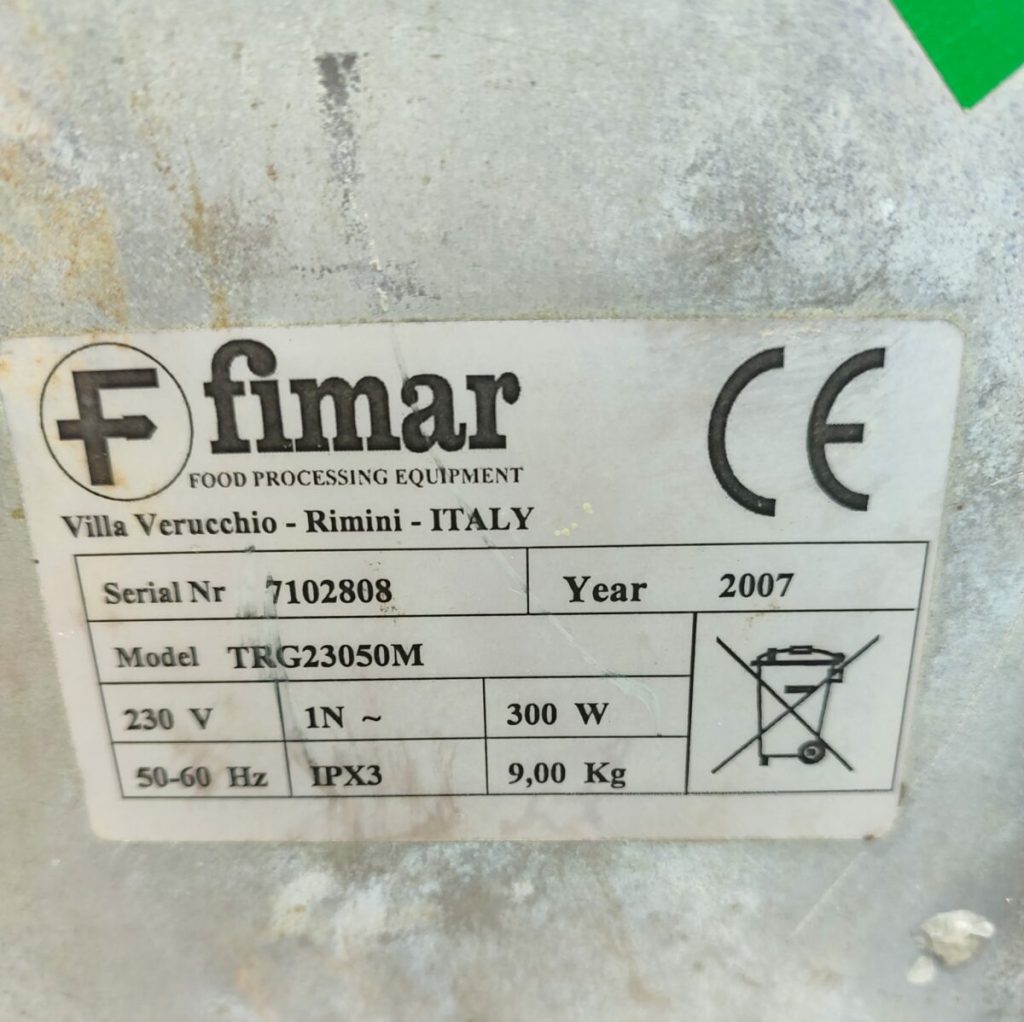 F fimar CE
FOOD PROCESSING EQUIPMENT
Villa Verucchio - Rimini - ITALY
Serial Nr 7102808 Year 2007
Model TRG23050M
230 V 1N ~ 300 W
50-60 Hz IPX3 9,00 Kg